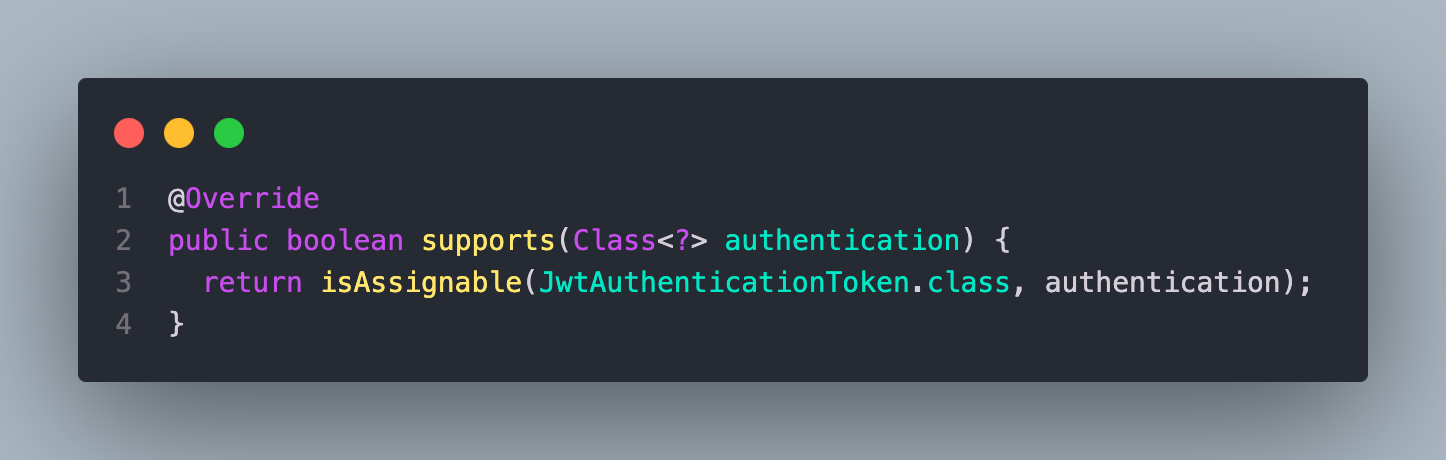 1 @Override
2 public boolean supports(Class<?> authentication) {
3   return isAssignable(JwtAuthenticationToken.class, authentication);
4 }